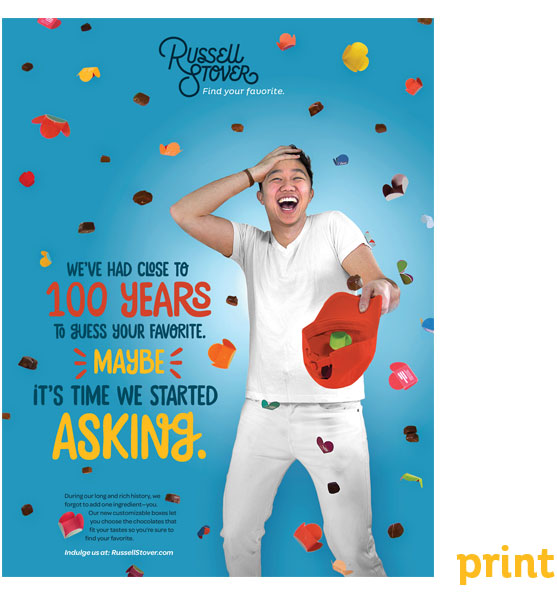 RUSSELL
STOVER
Find your favorite.
WE'VE HAD CLOSE TO
100 YEARS
TO GUESS YOUR FAVORITE.
MAYBE
IT'S TIME WE STARTED
ASKING.
During our long and rich history, we
forgot to add one ingredient–you.
Our new customizable boxes let
you choose the chocolates that
fit your tastes so you're sure to
find your favorite.
Indulge us at: RussellStover.com
print